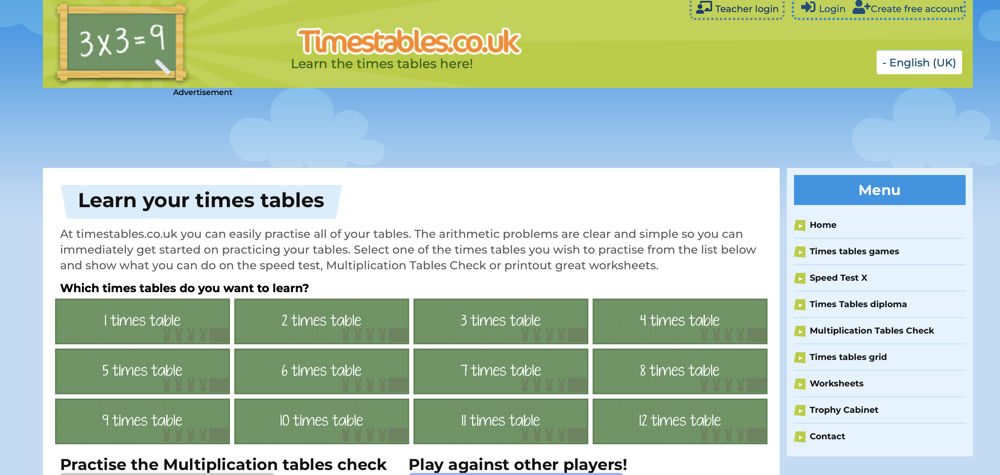 3x3=9
Teacher login
Login
Create free account
Timestables.co.uk
Learn the times tables here!
- English (UK)
Advertisement
Learn your times tables
At timestables.co.uk you can easily practise all of your tables. The arithmetic problems are clear and simple so you can
immediately get started on practicing your tables. Select one of the times tables you wish to practise from the list below
and show what you can do on the speed test, Multiplication Tables Check or printout great worksheets.
Which times tables do you want to learn?
1 times table
2 times table
3 times table
4 times table
5 times table
6 times table
7 times table
8 times table
9 times table
10 times table
11 times table
12 times table
Practise the Multiplication tables check
Play against other players!
Menu
Home
Times tables games
Speed Test X
Times Tables diploma
Multiplication Tables Check
Times tables grid
Worksheets
Trophy Cabinet
Contact